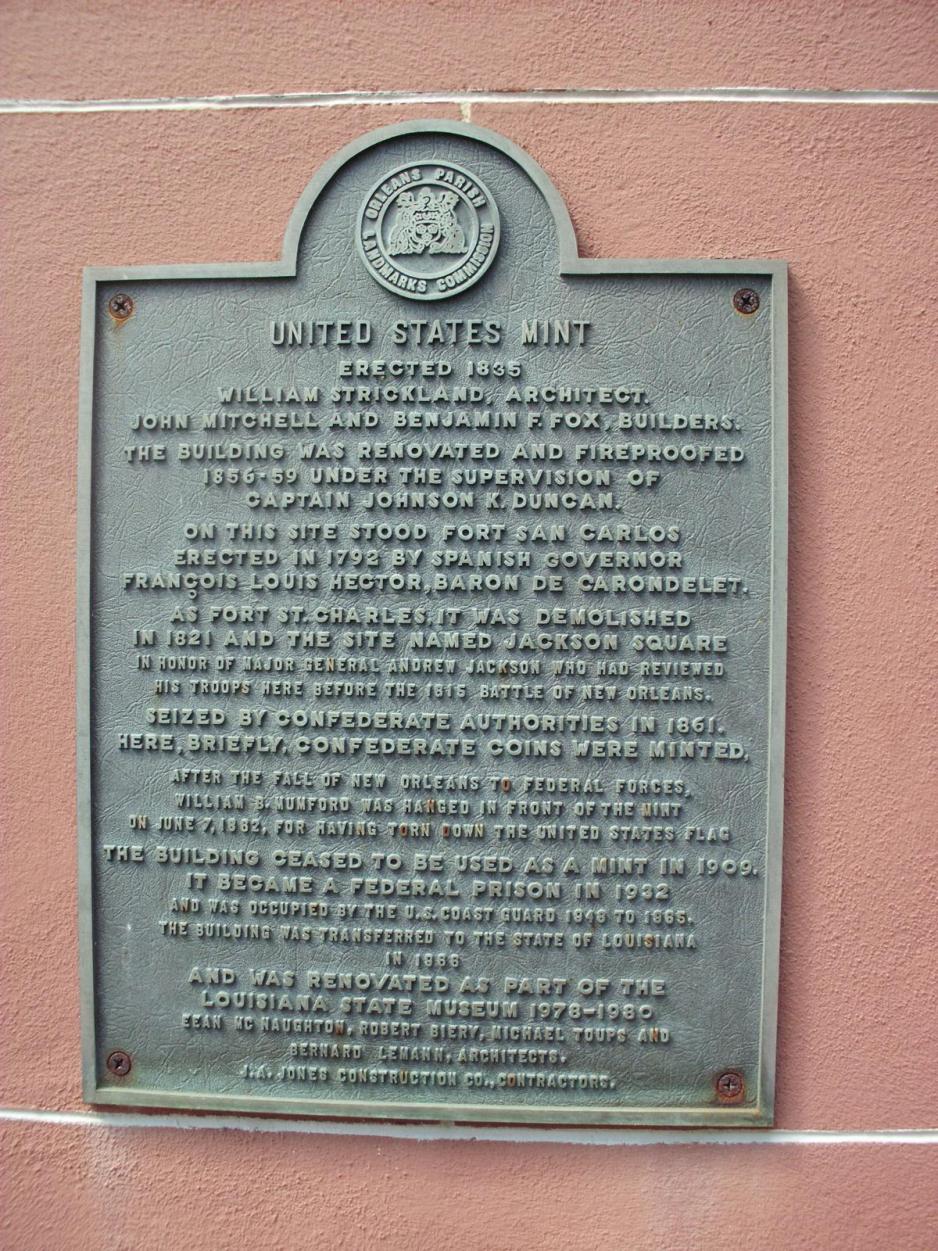 ORLEANS PARISH
LANDMARKS COMMISSION
UNITED STATES MINT
ERECTED 1835
WILLIAM STRICKLAND, ARCHITECT.
JOHN MITCHELL AND BENJAMIN F. FOX, BUILDERS.
THE BUILDING WAS RENOVATED AND FIREPROOFED
1856-59 UNDER THE SUPERVISION OF
CAPTAIN JOHNSON K. DUNCAN.
ON THIS SITE STOOD FORT SAN CARLOS
ERECTED IN 1792 BY SPANISH GOVERNOR
FRANÇOIS LOUIS HECTOR, BARON DE CARONDELET.
AS FORT ST. CHARLES, IT WAS DEMOLISHED
IN 1821 AND THE SITE NAMED JACKSON SQUARE
IN HONOR OF MAJOR GENERAL ANDREW JACKSON WHO HAD REVIEWED
HIS TROOPS HERE BEFORE THE 1815 BATTLE OF NEW ORLEANS.
SEIZED BY CONFEDERATE AUTHORITIES IN 1861.
HERE, BRIEFLY, CONFEDERATE COINS WERE MINTED.
AFTER THE FALL OF NEW ORLEANS TO FEDERAL FORCES,
WILLIAM B. MUMFORD WAS HANGED IN FRONT OF THE MINT
ON JUNE 7, 1862, FOR HAVING TORN DOWN THE UNITED STATES FLAG
THE BUILDING CEASED TO BE USED AS A MINT IN 1909.
IT BECAME A FEDERAL PRISON IN 1932
AND WAS OCCUPIED BY THE U.S. COAST GUARD TO
THE BUILDING WAS TRANSFERRED TO THE STATE OF LOUISIANA
IN
AND WAS RENOVATED AS PART OF THE
LOUISIANA STATE MUSEUM 1978-1980
MC NAUGHTON, ROBERT BIERY, MICHAEL TOUPS AND
BERNARD LEMANN, ARCHITECTS.
J.A. JONES CONSTRUCTION CO., CONTRACTORS.